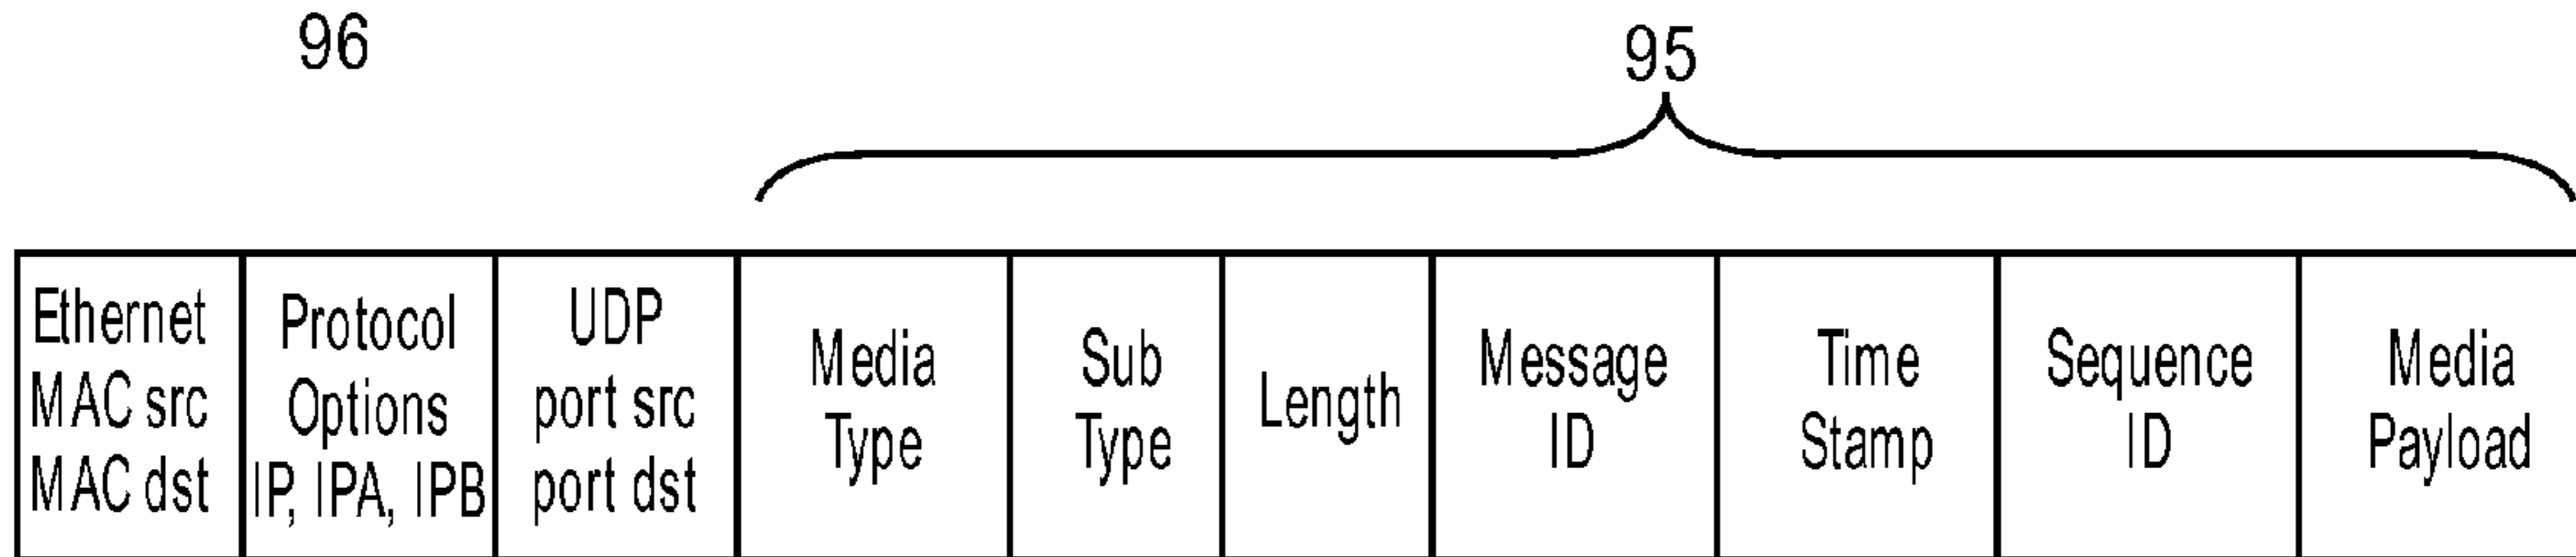 96
95
Ethernet
MAC src
MAC dst
Protocol
Options
IP, IPA, IPB
UDP
port src
port dst
Media
Type
Sub
Type
Length
Message
ID
Time
Stamp
Sequence
ID
Media
Payload